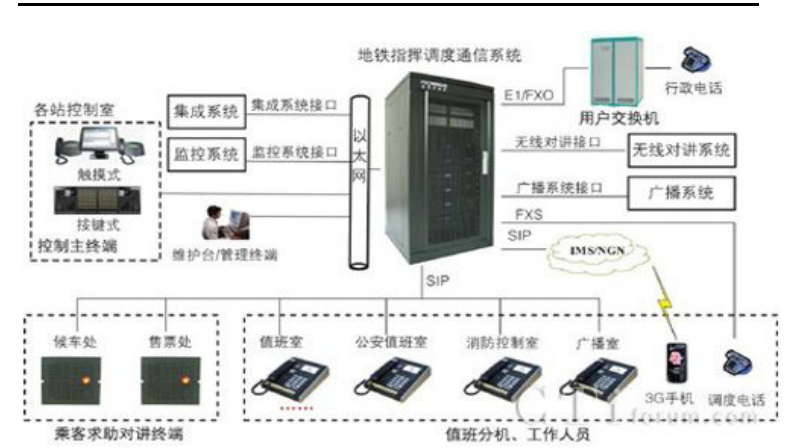 地铁指挥调度通信系统
E1/FXO
行政电话
用户交换机
各站控制室
集成系统
集成系统接口
以太网
监控系统
监控系统接口
无线对讲接口
无线对讲系统
触摸式
广播系统接口
广播系统
按键式
FXS
控制主终端
维护台/管理终端
SIP
IMS/NGN
SIP
候车处
售票处
值班室
公安值班室
消防控制室
广播室
3G手机
调度电话
乘客求助对讲终端
值班分机、工作人员
CTIforum.com